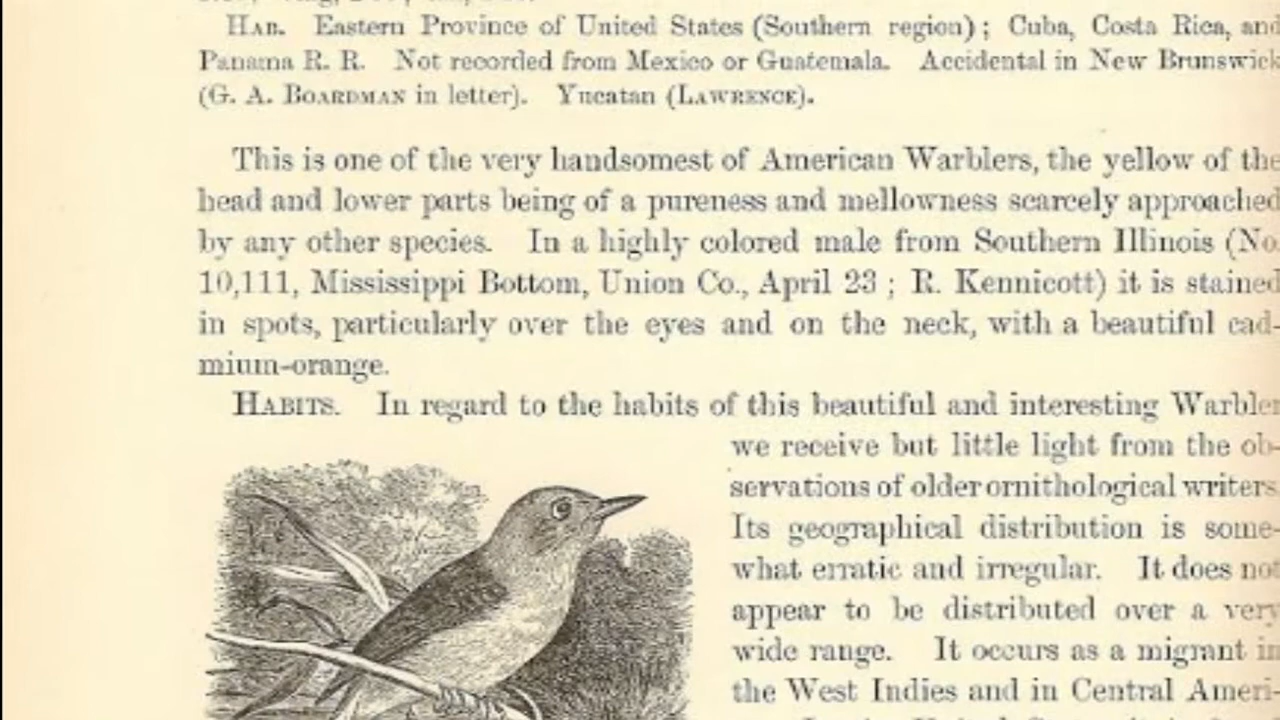 HAB. Eastern Province of United States (Southern region); Cuba, Costa Rica, and
Panama R. R. Not recorded from Mexico or Guatemala. Accidental in New Brunswick
(G. A. BOARDMAN in letter). Yucatan (LAWRENCE).
This is one of the very handsomest of American Warblers, the yellow of the
head and lower parts being of a pureness and mellowness scarcely approached
by any other species. In a highly colored male from Southern Illinois (No.
10,111, Mississippi Bottom, Union Co., April 23 ; R. Kennicott) it is stained
in spots, particularly over the eyes and on the neck, with a beautiful cad-
mium-orange.
HABITS. In regard to the habits of this beautiful and interesting Warbler
we receive but little light from the ob-
servations of older ornithological writers
Its geographical distribution is some-
what erratic and irregular. It does not
appear to be distributed over a very
wide range. It occurs as a migrant in
the West Indies and in Central Ameri-